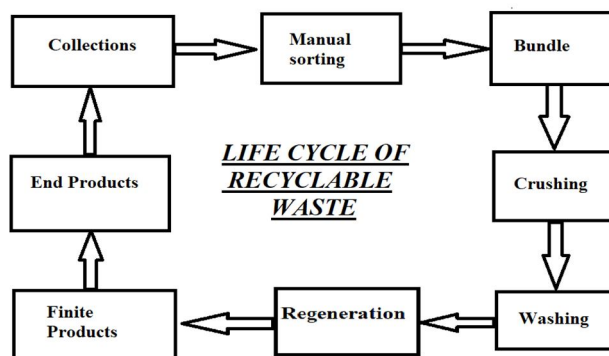 Collections
Manual
sorting
Bundle
LIFE CYCLE OF
RECYCLABLE
WASTE
End Products
Crushing
Finite
Products
Regeneration
Washing